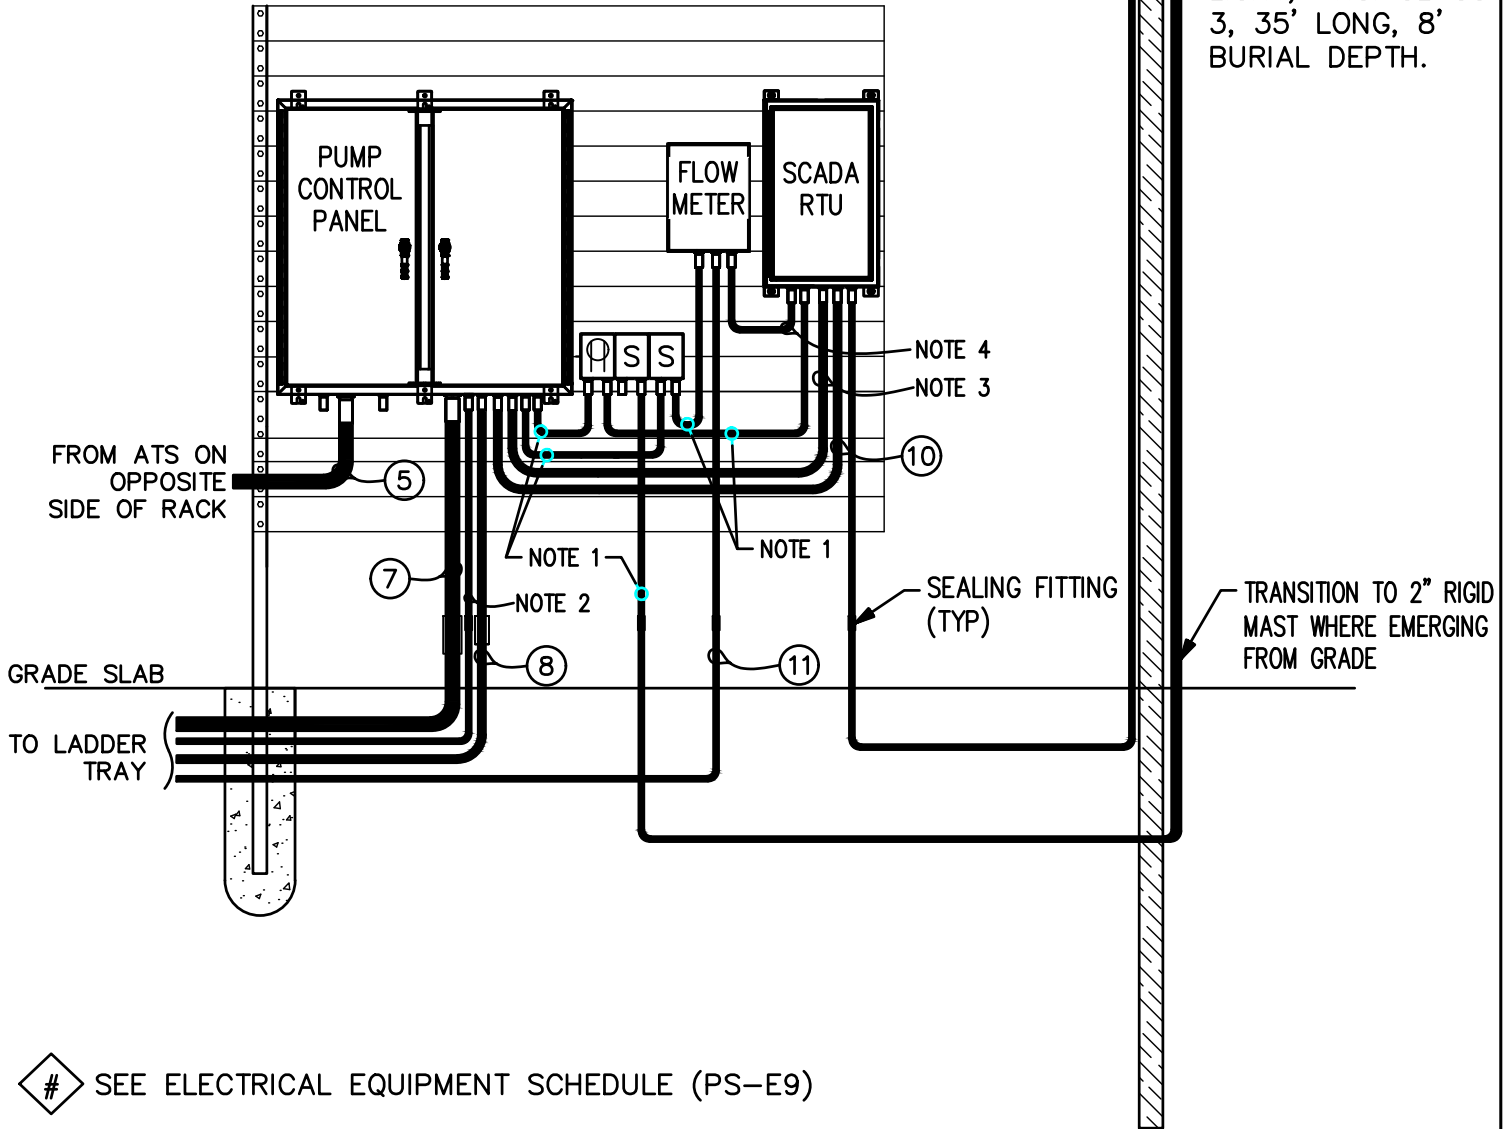 3, 35' LONG, 8'
BURIAL DEPTH.
PUMP
CONTROL
PANEL
FLOW
METER
SCADA
RTU
S
S
NOTE 4
NOTE 3
FROM ATS ON
OPPOSITE
SIDE OF RACK
5
10
NOTE 1
NOTE 1
7
NOTE 2
SEALING FITTING
(TYP)
TRANSITION TO 2" RIGID
MAST WHERE EMERGING
FROM GRADE
8
11
GRADE SLAB
TO LADDER
TRAY
# SEE ELECTRICAL EQUIPMENT SCHEDULE (PS-E9)